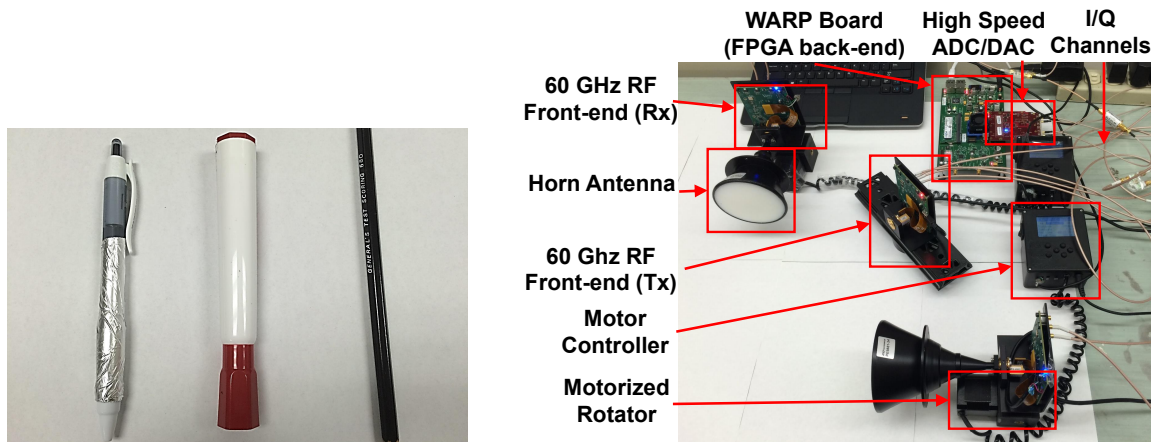 WARP Board
(FPGA back-end)
High Speed
ADC/DAC
I/Q
Channels
60 GHz RF
Front-end (Rx)
Horn Antenna
60 Ghz RF
Front-end (Tx)
Motor
Controller
Motorized
Rotator
GENERAL'S TEST SCORING 580